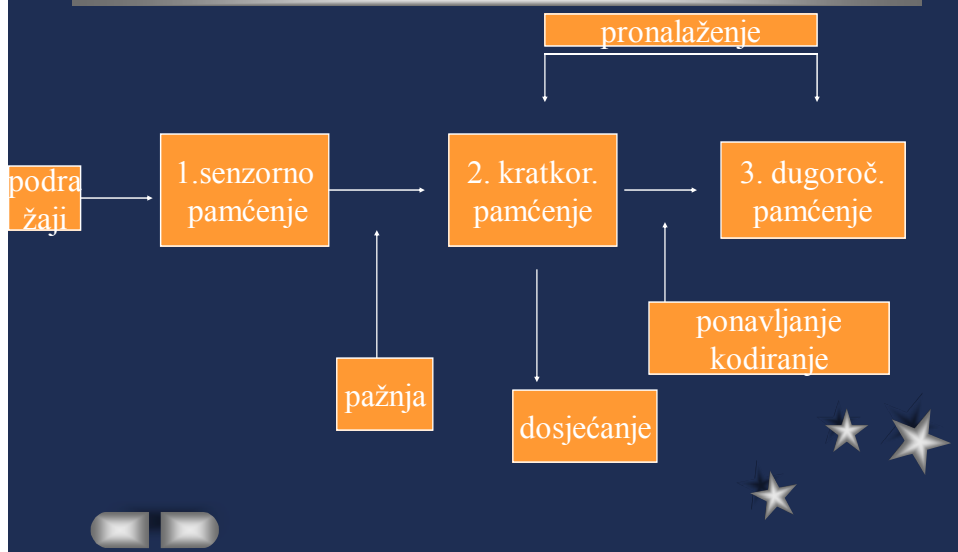 pronalaženje
podra
žaji
1.senzorno
pamćenje
2. kratkor.
pamćenje
3. dugoroč.
pamćenje
ponavljanje
kodiranje
pažnja
dosjećanje